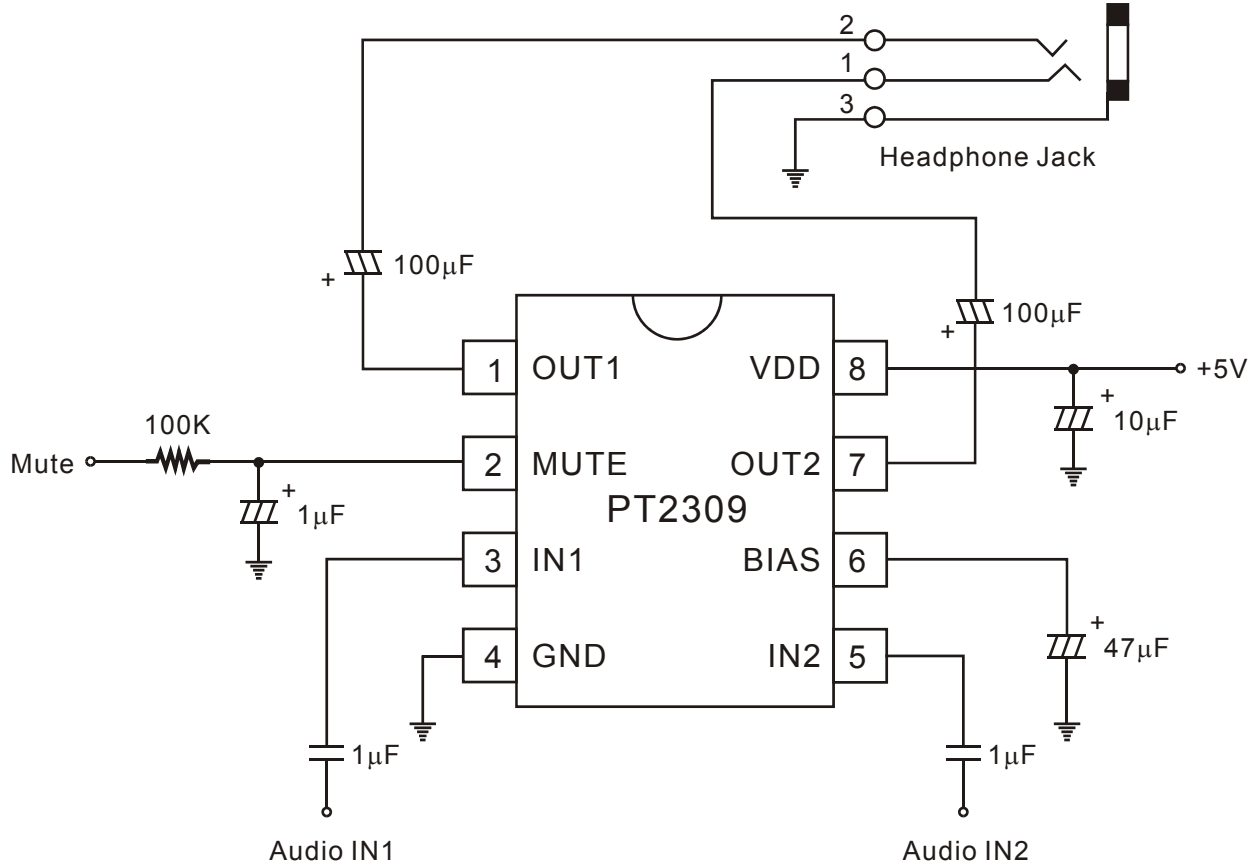 2
1
3
Headphone Jack
+ 100μF
+ 100μF
1 OUT1
VDD 8
+5V
+ 10μF
100K
Mute
+ 1μF
2 MUTE
OUT2 7
PT2309
3 IN1
BIAS 6
+ 47μF
4 GND
IN2 5
1μF
1μF
Audio IN1
Audio IN2